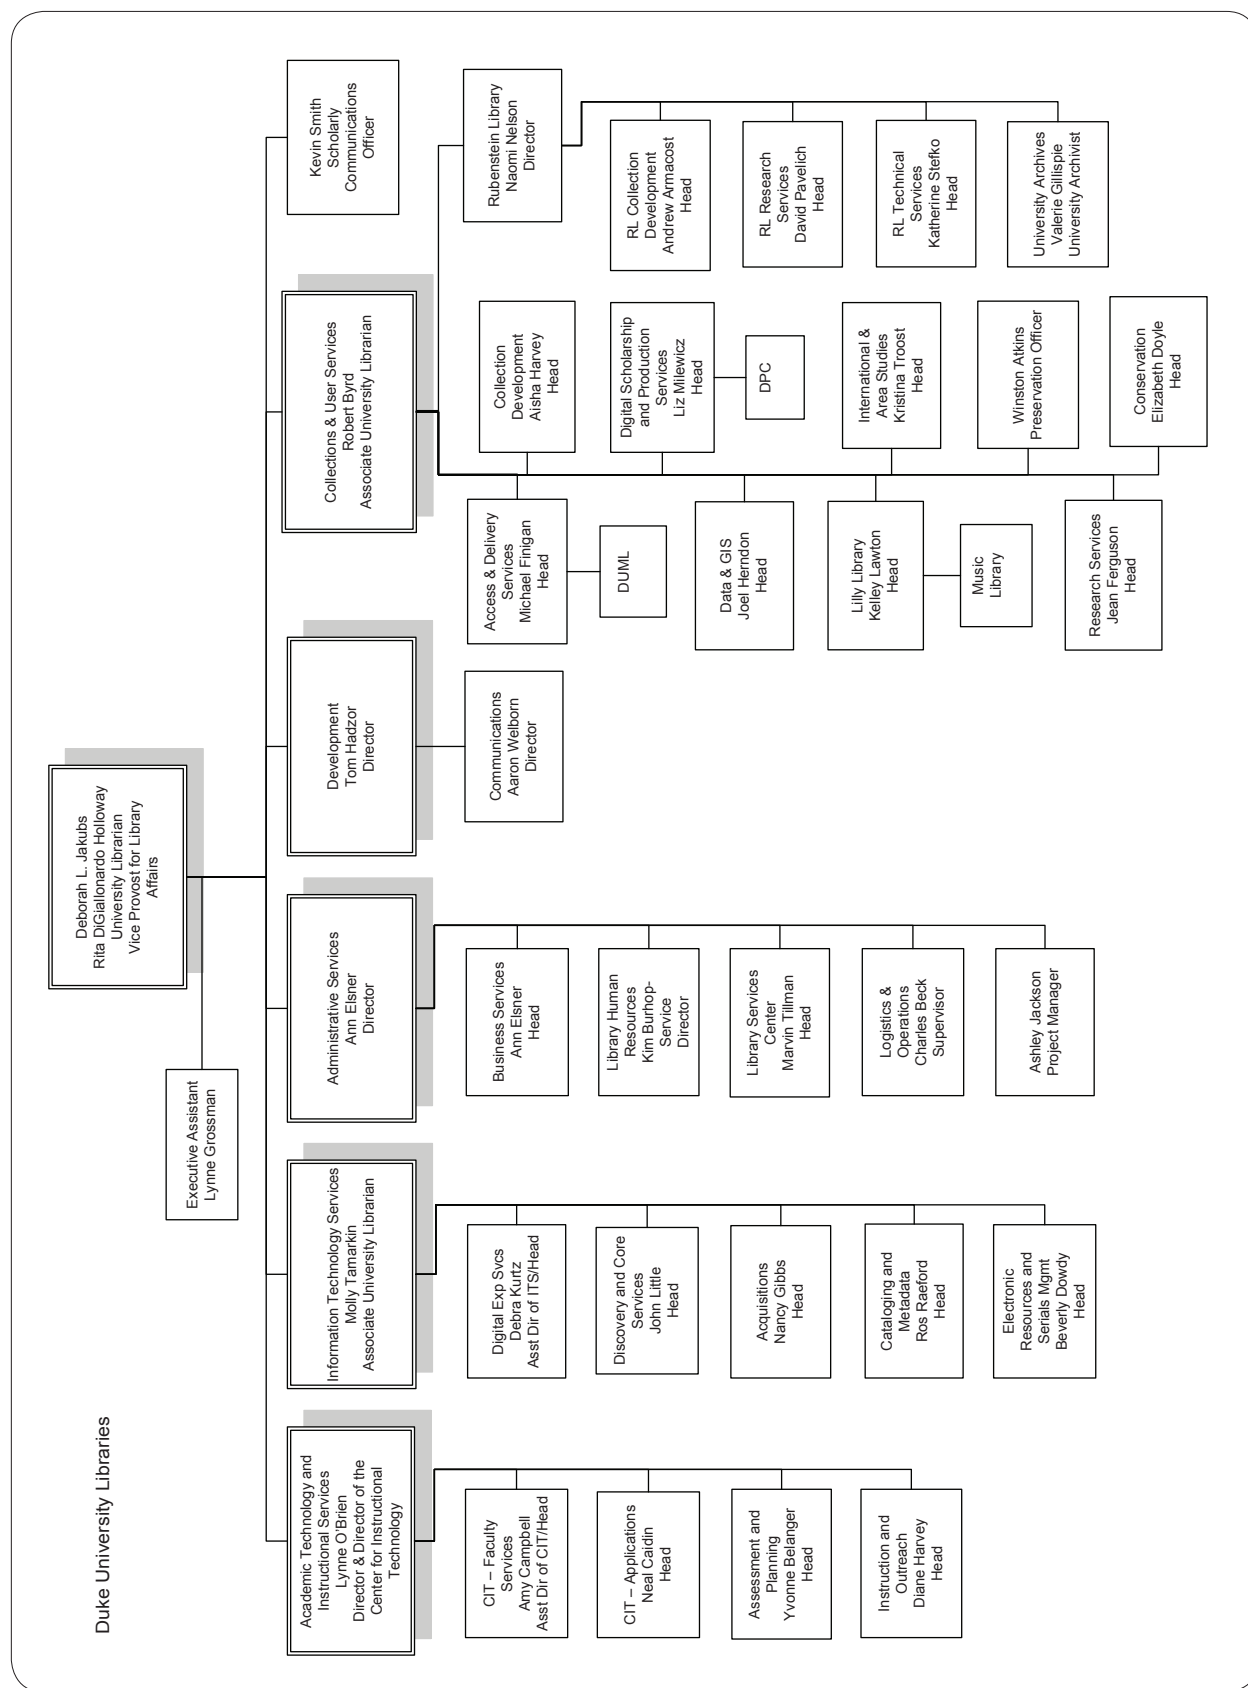 Duke University Libraries
Deborah L. Jakubs
Rita DiGiallonardo Holloway
University Librarian
Vice Provost for Library
Affairs
Executive Assistant
Lynne Grossman
Academic Technology and
Instructional Services
Lynne O'Brien
Director & Director of the
Center for Instructional
Technology
Information Technology Services
Molly Tamarkin
Associate University Librarian
Administrative Services
Ann Elsner
Director
Development
Tom Hadzor
Director
Collections & User Services
Robert Byrd
Associate University Librarian
Kevin Smith
Scholarly
Communications
Officer
CIT – Faculty
Services
Amy Campbell
Asst Dir of CIT/Head
CIT – Applications
Neal Caidin
Head
Assessment and
Planning
Yvonne Belanger
Head
Instruction and
Outreach
Diane Harvey
Head
Digital Exp Svcs
Debra Kurtz
Asst Dir of ITS/Head
Discovery and Core
Services
John Little
Head
Acquisitions
Nancy Gibbs
Head
Cataloging and
Metadata
Ros Raeford
Head
Electronic
Resources and
Serials Mgmt
Beverly Dowdy
Head
Business Services
Ann Elsner
Head
Library Human
Resources
Kim Burhop-
Service
Director
Library Services
Center
Marvin Tillman
Head
Logistics &
Operations
Charles Beck
Supervisor
Ashley Jackson
Project Manager
Communications
Aaron Welborn
Director
Access & Delivery
Services
Michael Finigan
Head
DUML
Data & GIS
Joel Herndon
Head
Lilly Library
Kelley Lawton
Head
Music
Library
Research Services
Jean Ferguson
Head
Collection
Development
Aisha Harvey
Head
Digital Scholarship
and Production
Services
Liz Milewicz
Head
DPC
International &
Area Studies
Kristina Troost
Head
Winston Atkins
Preservation Officer
Conservation
Elizabeth Doyle
Head
Rubenstein Library
Naomi Nelson
Director
RL Collection
Development
Andrew Armacost
Head
RL Research
Services
David Pavelich
Head
RL Technical
Services
Katherine Stefko
Head
University Archives
Valerie Gillispie
University Archivist